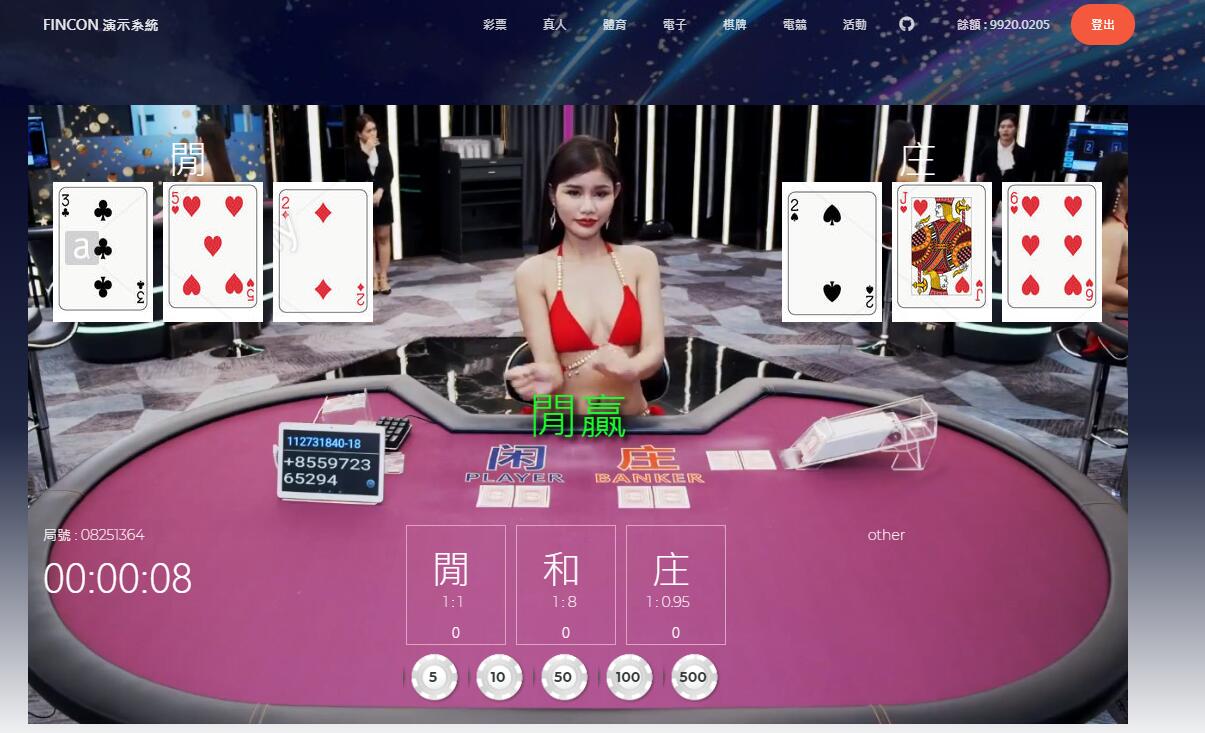 FINCON 演示系統
彩票 真人 體育 電子 棋牌 電競 活動 餘額 : 9920.0205 登出
閒 庄
3 5 2 2 J 6
a
3 5 2 2 J 6
閒贏
112731840-18
+8559723
65294
闲 庄
PLAYER BANKER
局號 : 08251364
00:00:08
other
閒 和 庄
1 : 1 1 : 8 1 : 0.95
0 0 0
5 10 50 100 500